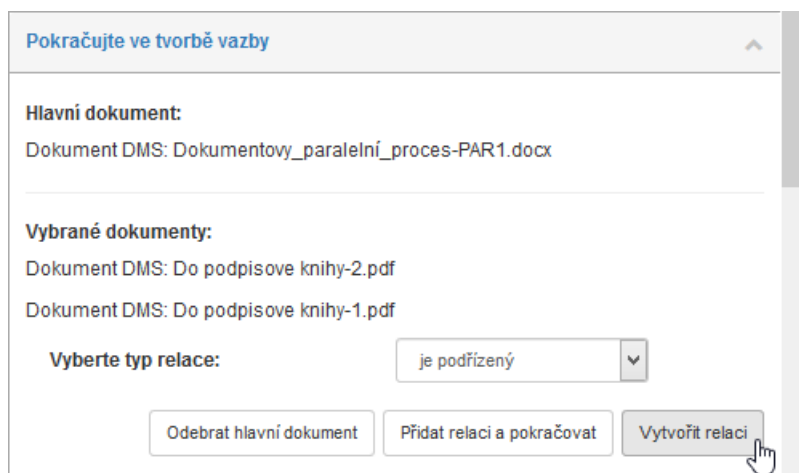 Pokračujte ve tvorbě vazby
Hlavní dokument:
Dokument DMS: Dokumentovy_paralelní_proces-PAR1.docx
Vybrané dokumenty:
Dokument DMS: Do podpisove knihy-2.pdf
Dokument DMS: Do podpisove knihy-1.pdf
Vyberte typ relace: je podřízený
Odebrat hlavní dokument Přidat relaci a pokračovat Vytvořit relaci